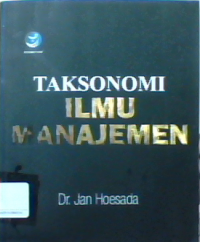 TAKSONOMI
ILMU
MANAJEMEN
Dr. Jan Hoesada